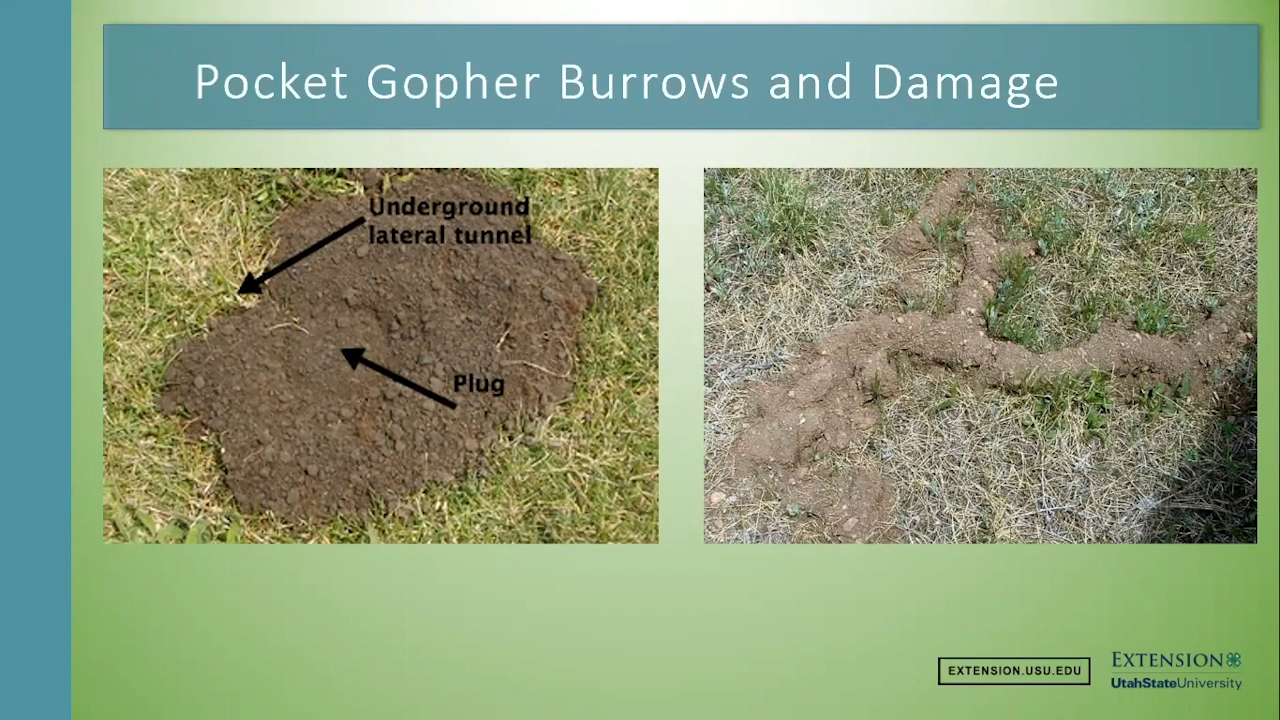 Pocket Gopher Burrows and Damage
Underground
lateral tunnel
Plug
EXTENSION.USU.EDU
EXTENSION
UtahStateUniversity